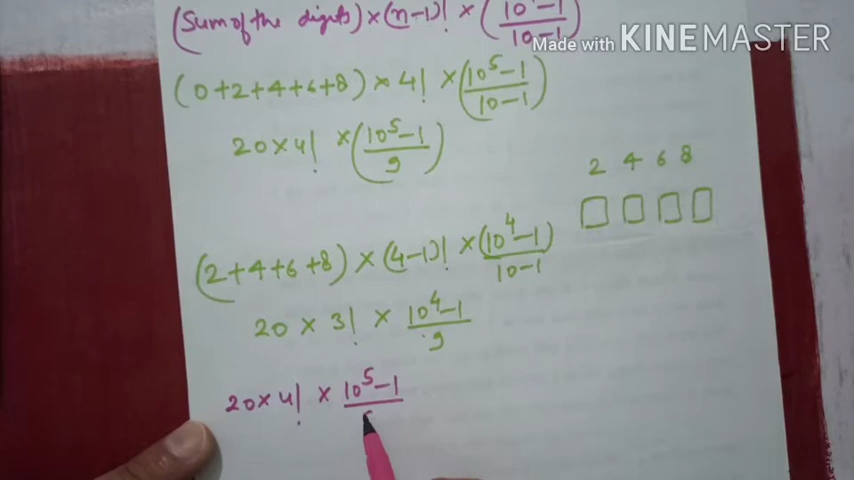 (Sum of the digits) × (n-1)! × (10 -1 / 10-1)
Made with KINEMASTER
(0+2+4+6+8) × 4! × (10⁵-1 / 10-1)
20 × 4! × (10⁵-1 / 9)
2 4 6 8
(2+4+6+8) × (4-1)! × (10⁴-1) / 10-1
20 × 3! × 10⁴-1 / 9
20 × 4! × 10⁵-1